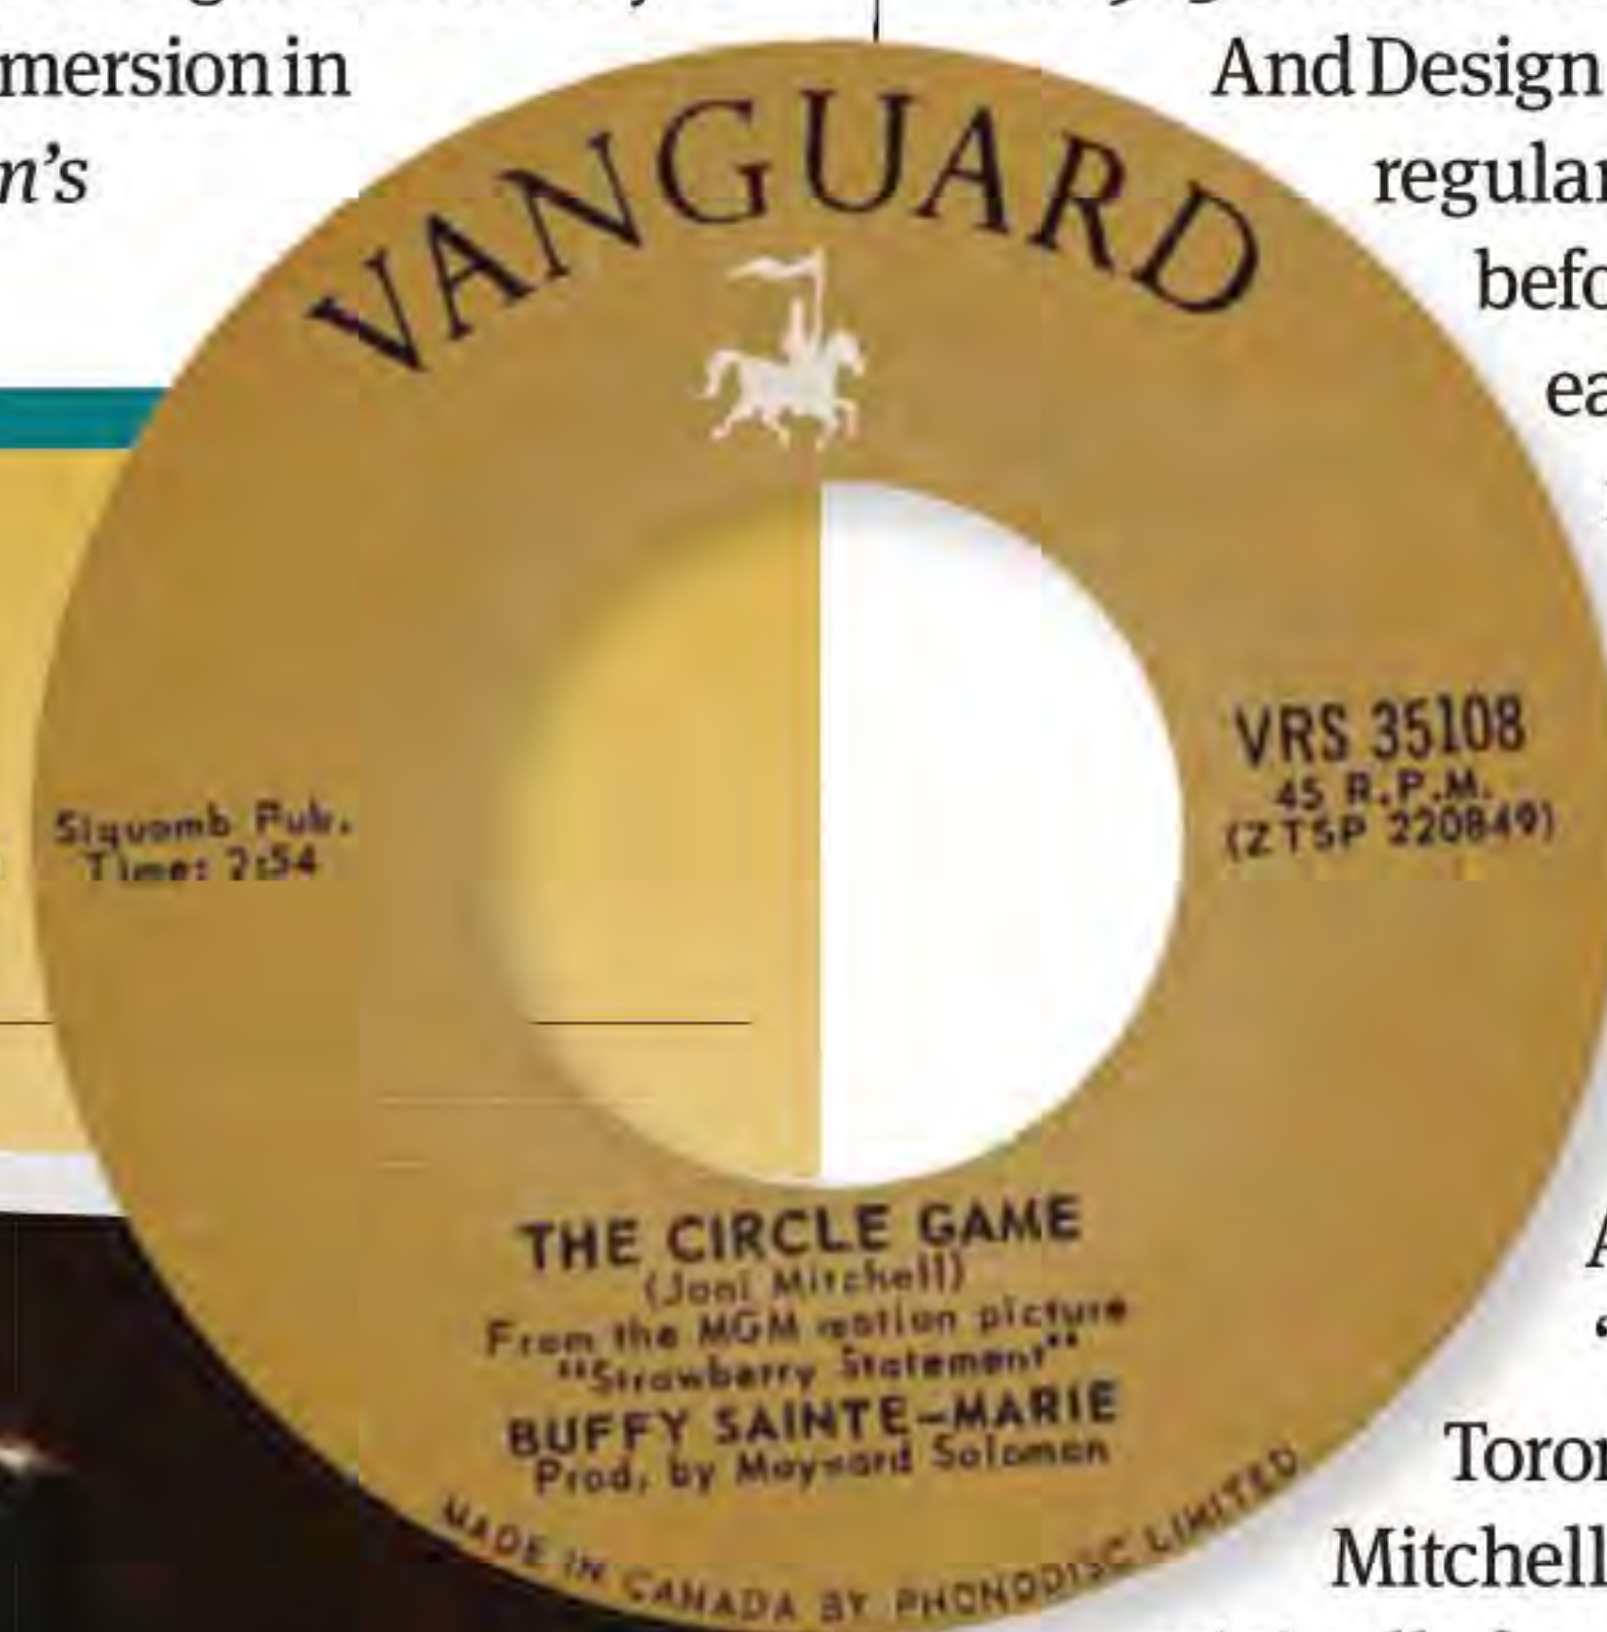 mersion in
n's
And Design
regular
befo
ea
VANGUARD
Siquomb Pub.
Time: 2:54
VRS 35108
45 R.P.M.
(ZTSP 220849)
THE CIRCLE GAME
(Joni Mitchell)
From the MGM motion picture
"Strawberry Statement"
BUFFY SAINTE-MARIE
Prod. by Maynard Solomon
MADE IN CANADA BY PHONODISC LIMITED
Toron
Mitchell